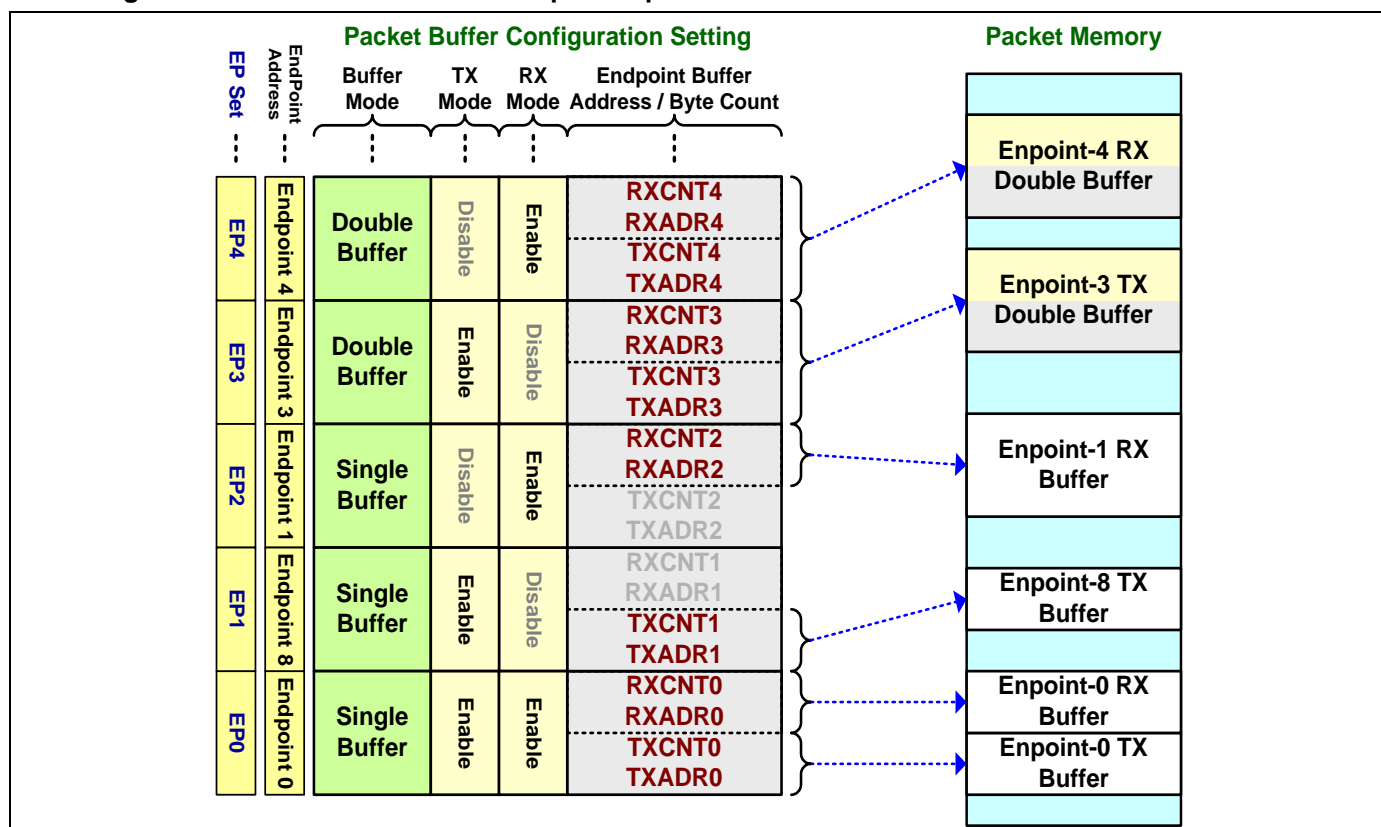 Packet Buffer Configuration Setting
Packet Memory
EP Set
EndPoint
Address
Buffer
Mode
TX
Mode
RX
Mode
Endpoint Buffer
Address / Byte Count
EP4
Endpoint 4
Double
Buffer
Disable
Enable
RXCNT4
RXADR4
TXCNT4
TXADR4
EP3
Endpoint 3
Double
Buffer
Enable
Disable
RXCNT3
RXADR3
TXCNT3
TXADR3
EP2
Endpoint 1
Single
Buffer
Disable
Enable
RXCNT2
RXADR2
TXCNT2
TXADR2
EP1
Endpoint 8
Single
Buffer
Enable
Disable
RXCNT1
RXADR1
TXCNT1
TXADR1
EP0
Endpoint 0
Single
Buffer
Enable
Enable
RXCNT0
RXADR0
TXCNT0
TXADR0
Enpoint-4 RX
Double Buffer
Enpoint-3 TX
Double Buffer
Enpoint-1 RX
Buffer
Enpoint-8 TX
Buffer
Enpoint-0 RX
Buffer
Enpoint-0 TX
Buffer